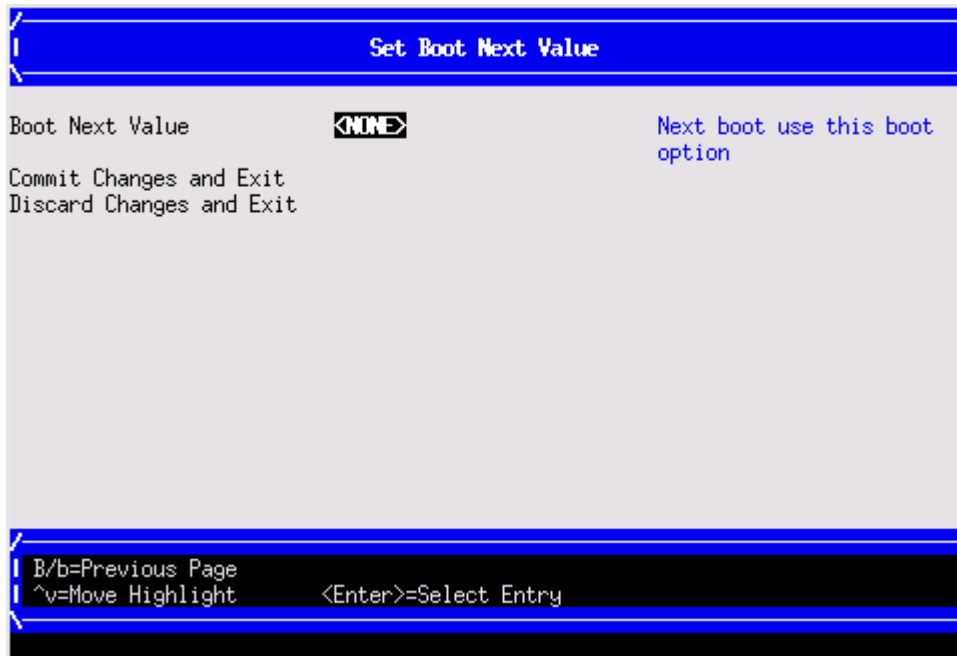 Set Boot Next Value
Boot Next Value <NONE> Next boot use this boot
option
Commit Changes and Exit
Discard Changes and Exit
B/b=Previous Page
^v=Move Highlight <Enter>=Select Entry